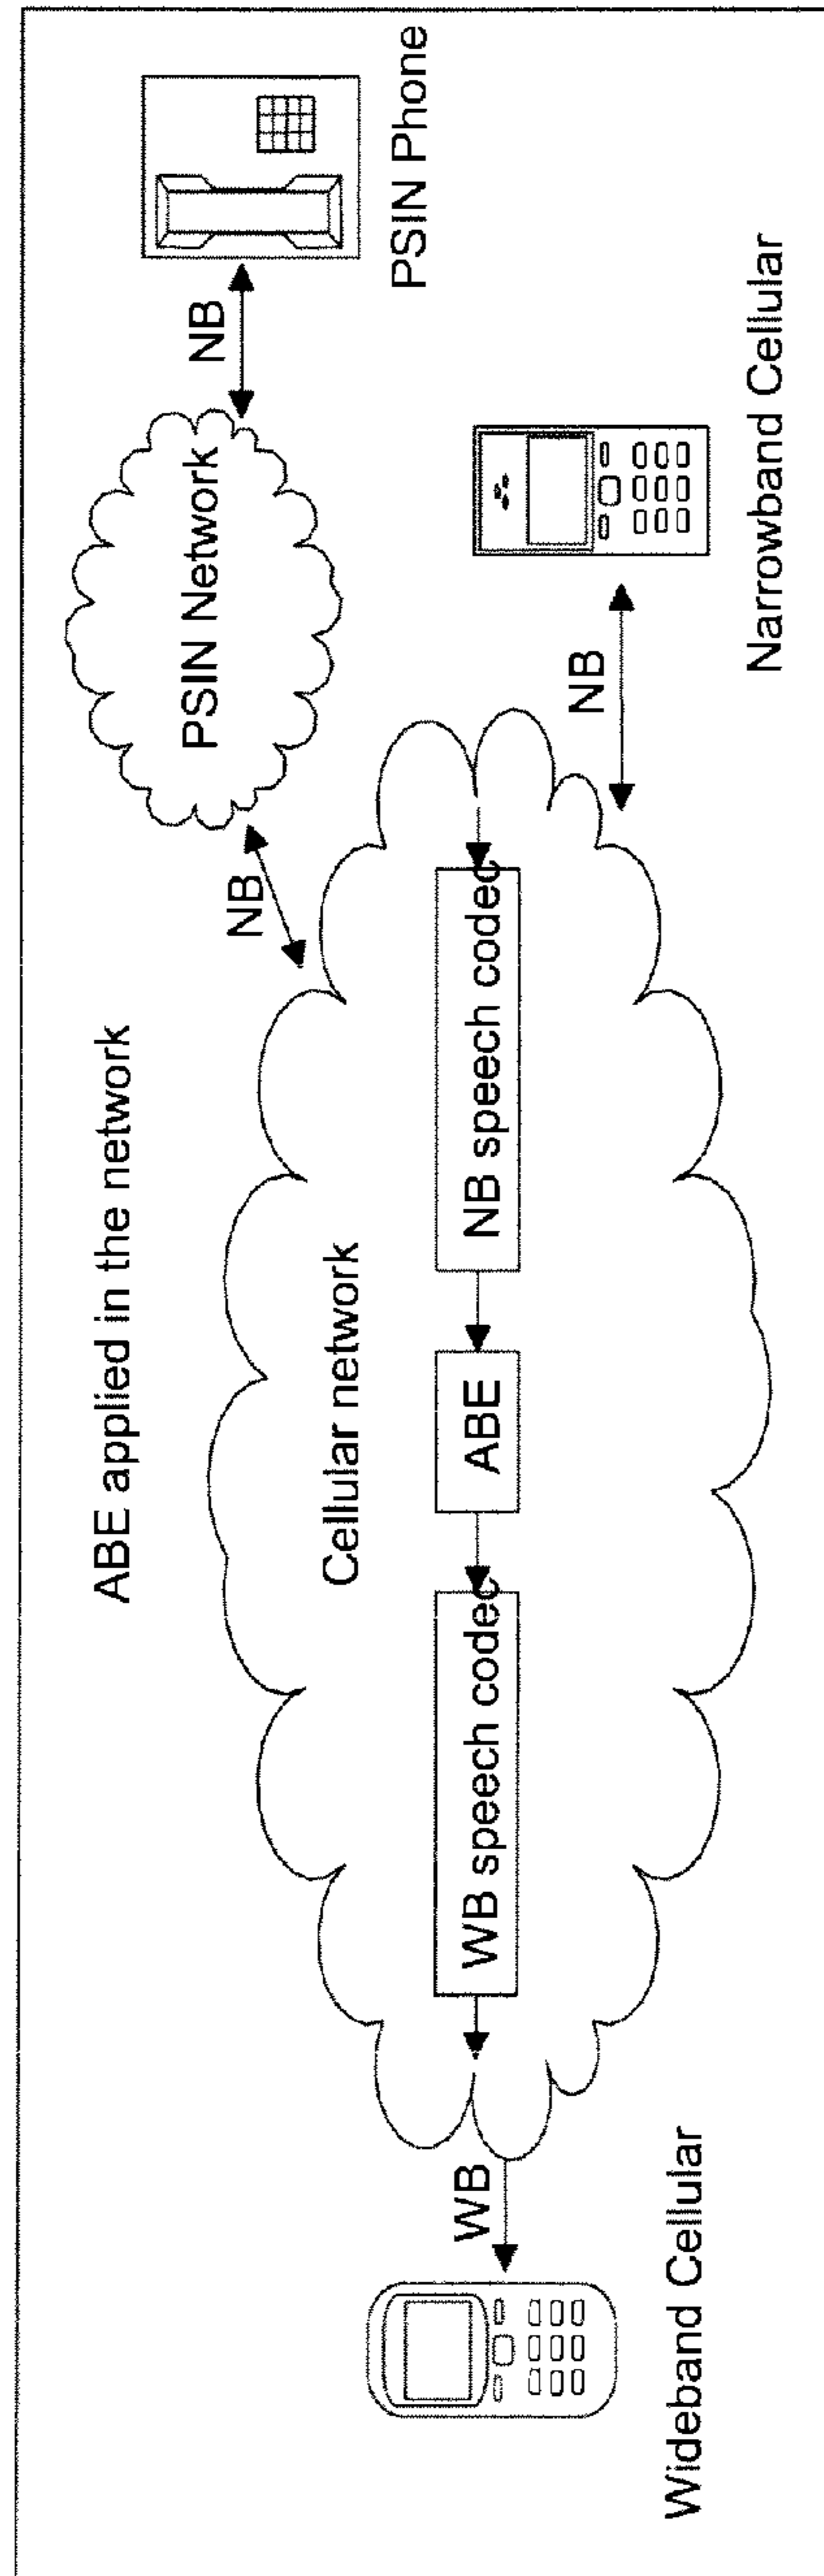 ABE applied in the network
PSIN Network
NB
PSIN Phone
NB
Cellular network
WB
WB speech codec
ABE
NB speech codec
NB
Wideband Cellular
Narrowband Cellular